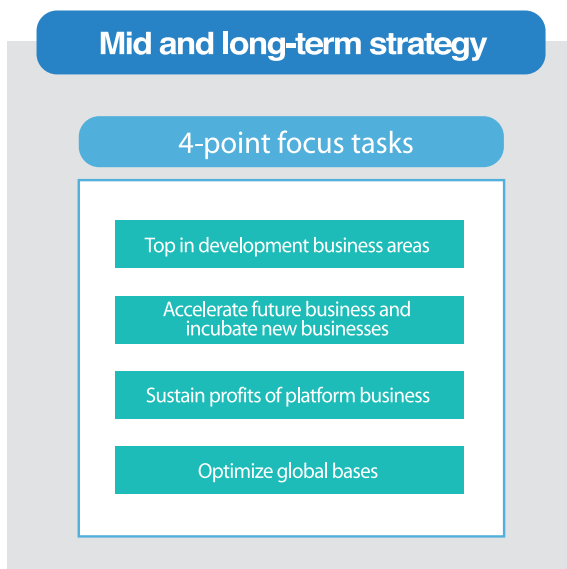 Mid and long-term strategy
4-point focus tasks
Top in development business areas
Accelerate future business and
incubate new businesses
Sustain profits of platform business
Optimize global bases